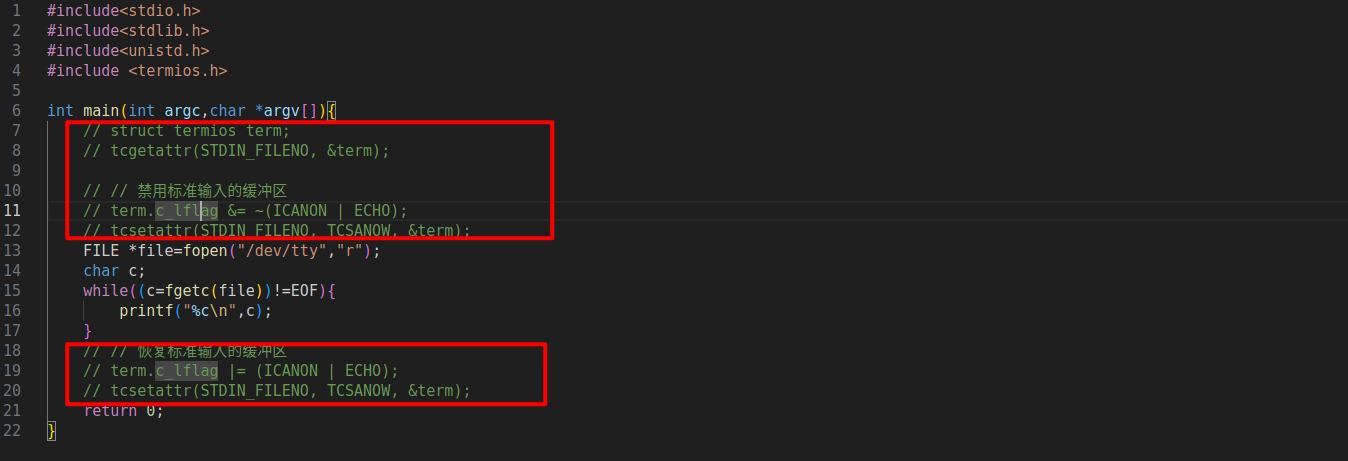 1 #include<stdio.h>
2 #include<stdlib.h>
3 #include<unistd.h>
4 #include <termios.h>
5
6 int main(int argc,char *argv[]){
7 // struct termios term;
8 // tcgetattr(STDIN_FILENO, &term);
9
10 // // 禁用标准输入的缓冲区
11 // term.c_lflag &= ~(ICANON | ECHO);
12 // tcsetattr(STDIN_FILENO, TCSANOW, &term);
13 FILE *file=fopen("/dev/tty","r");
14 char c;
15 while((c=fgetc(file))!=EOF){
16 printf("%c\n",c);
17 }
18 // // 恢复标准输入的缓冲区
19 // term.c_lflag |= (ICANON | ECHO);
20 // tcsetattr(STDIN_FILENO, TCSANOW, &term);
21 return 0;
22 }